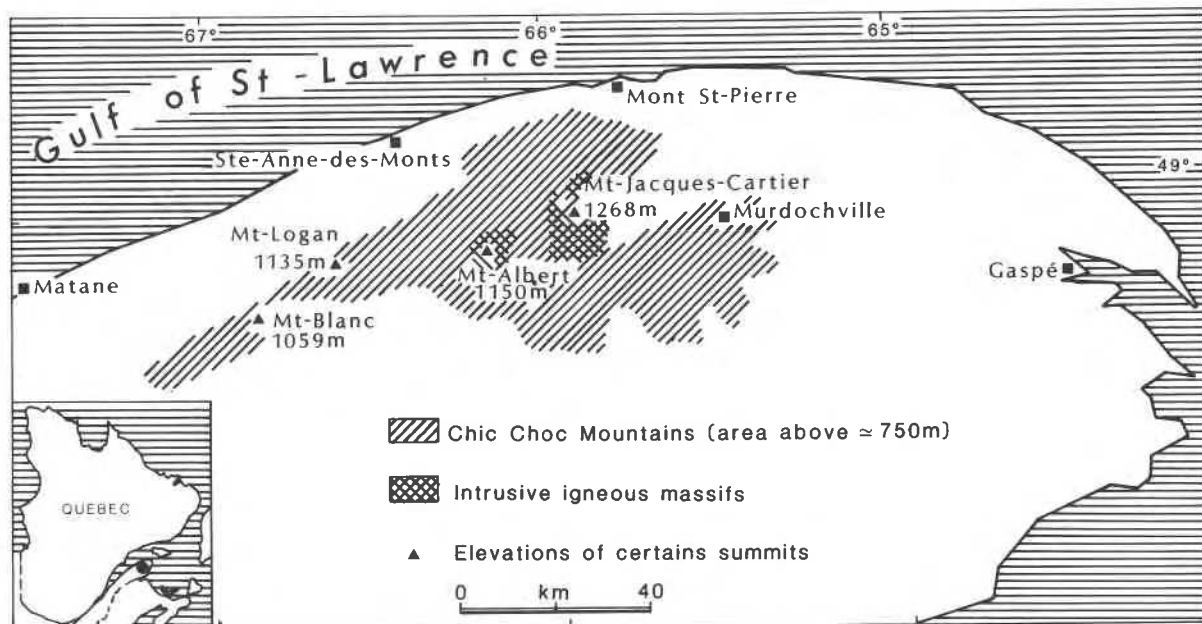 67°
66°
65°
Gulf of St-Lawrence
Mont St-Pierre
Ste-Anne-des-Monts
49°
Mt-Jacques-Cartier
1268m
Murdochville
Mt-Logan
1135m
Mt-Albert
1150m
Gaspé
Matane
Mt-Blanc
1059m
Chic Choc Mountains (area above ≃ 750m)
Intrusive igneous massifs
QUEBEC
Elevations of certains summits
0 km 40